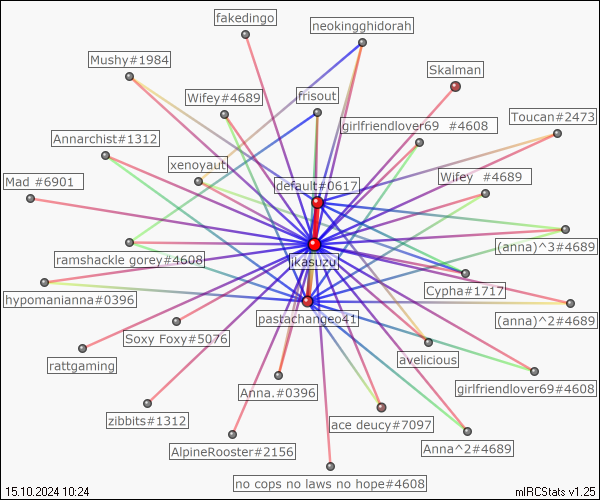 fakedingo
neokingghidorah
Mushy#1984
Skalman
Wifey#4689
frisout
Toucan#2473
girlfriendlover69 #4608
Annarchist#1312
xenoyaut
Wifey #4689
Mad #6901
default#0617
(anna)^3#4689
ramshackle gorey#4608
ikasuzu
Cypha#1717
hypomanianna#0396
pastachangeo41
(anna)^2#4689
Soxy Foxy#5076
avelicious
rattgaming
girlfriendlover69#4608
Anna.#0396
zibbits#1312
ace deucy#7097
AlpineRooster#2156
Anna^2#4689
no cops no laws no hope#4608
15.10.2024 10:24
mIRCStats v1.25